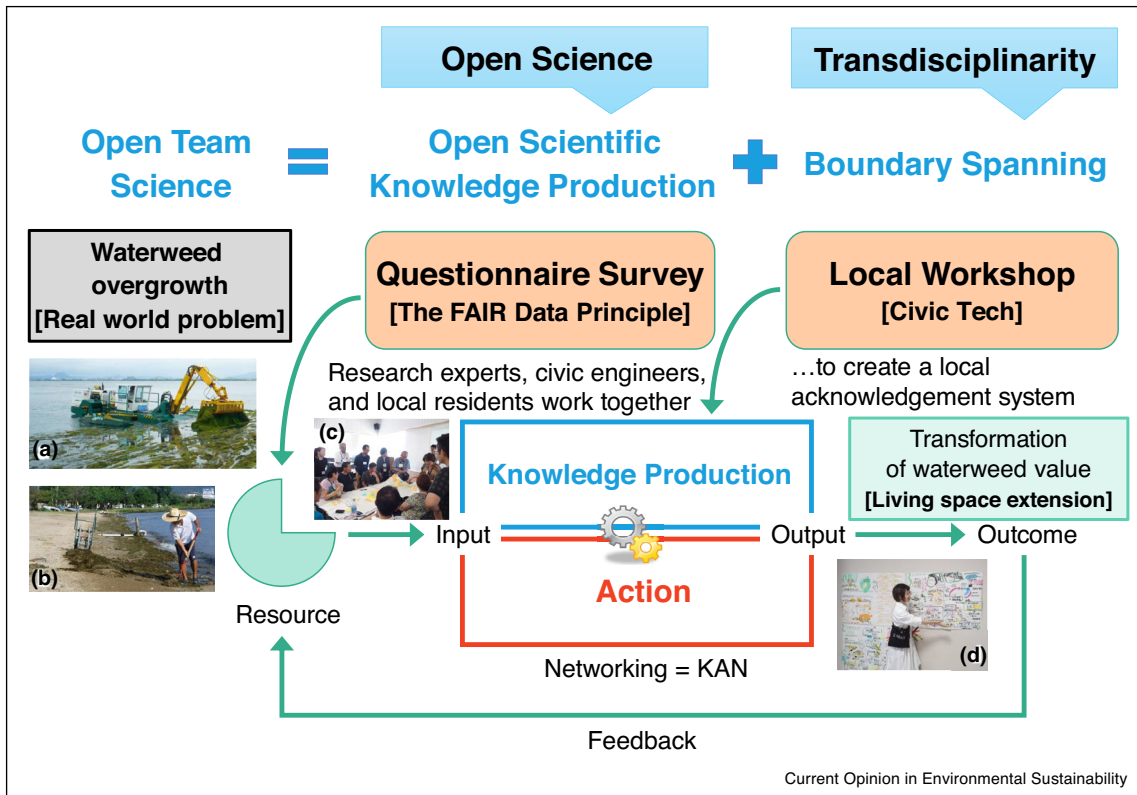 Open Science
Transdisciplinarity
Open Team
Science
=
Open Scientific
Knowledge Production
+
Boundary Spanning
Waterweed
overgrowth
[Real world problem]
Questionnaire Survey
[The FAIR Data Principle]
Local Workshop
[Civic Tech]
Research experts, civic engineers,
and local residents work together
…to create a local
acknowledgement system
(a)
(b)
(c)
Knowledge Production
Transformation
of waterweed value
[Living space extension]
Input
Output
Outcome
Action
Resource
(d)
Networking = KAN
Feedback
Current Opinion in Environmental Sustainability